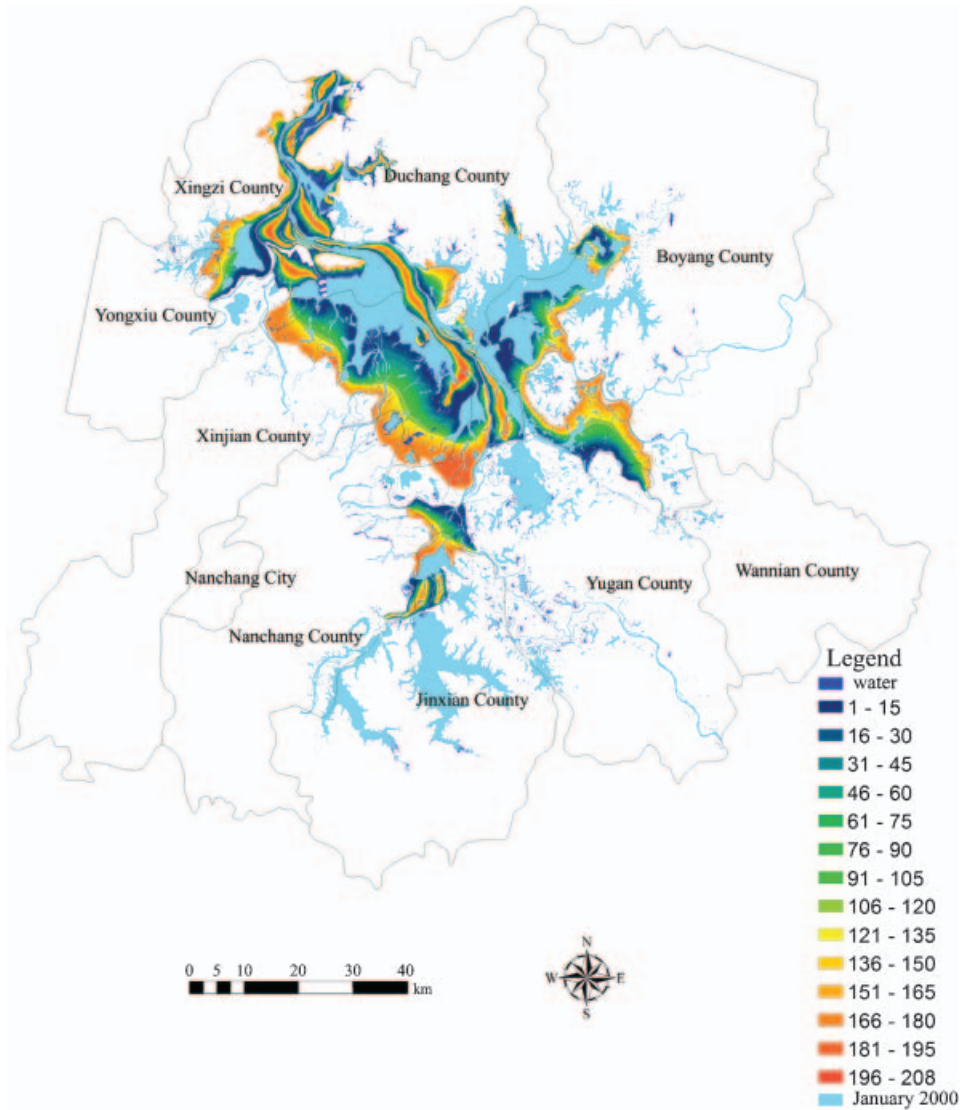 Duchang County
Xingzi County
Boyang County
Yongxiu County
Xinjian County
Nanchang City
Yugan County
Wannian County
Nanchang County
Jinxian County
Legend
water
1 - 15
16 - 30
31 - 45
46 - 60
61 - 75
76 - 90
91 - 105
106 - 120
121 - 135
136 - 150
151 - 165
166 - 180
181 - 195
196 - 208
January 2000
0 5 10 20 30 40
km
N
W E
S